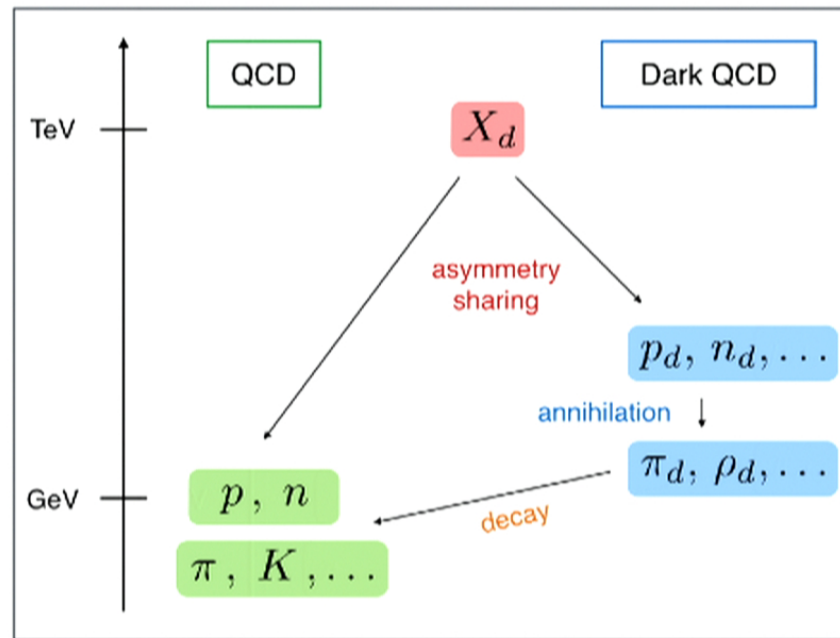 QCD
Dark QCD
TeV
X_d
asymmetry
sharing
p_d, n_d, ...
annihilation
π_d, ρ_d, ...
GeV
p, n
decay
π, K, ...